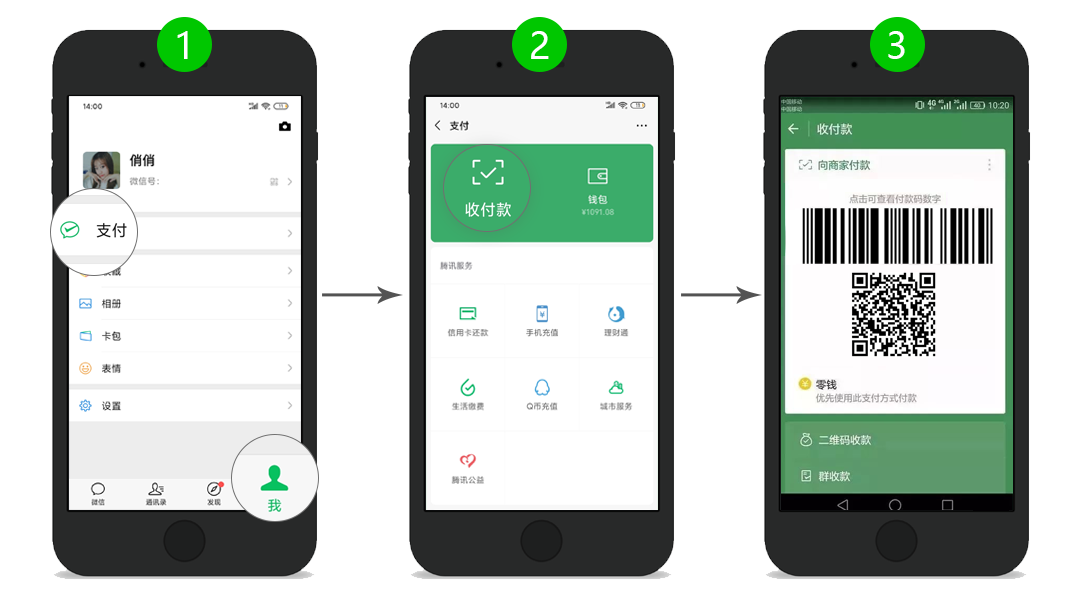 1
14:00
11
俏俏
微信号:
支付
相册
卡包
表情
设置
微信
通讯录
发现
我
2
14:00
11
支付
收付款
钱包
¥1091.08
腾讯服务
信用卡还款
手机充值
理财通
生活缴费
Q币充值
城市服务
腾讯公益
3
中国移动
中国移动
4G
40
10:20
收付款
向商家付款
点击可查看付款码数字
零钱
优先使用此支付方式付款
二维码收款
群收款